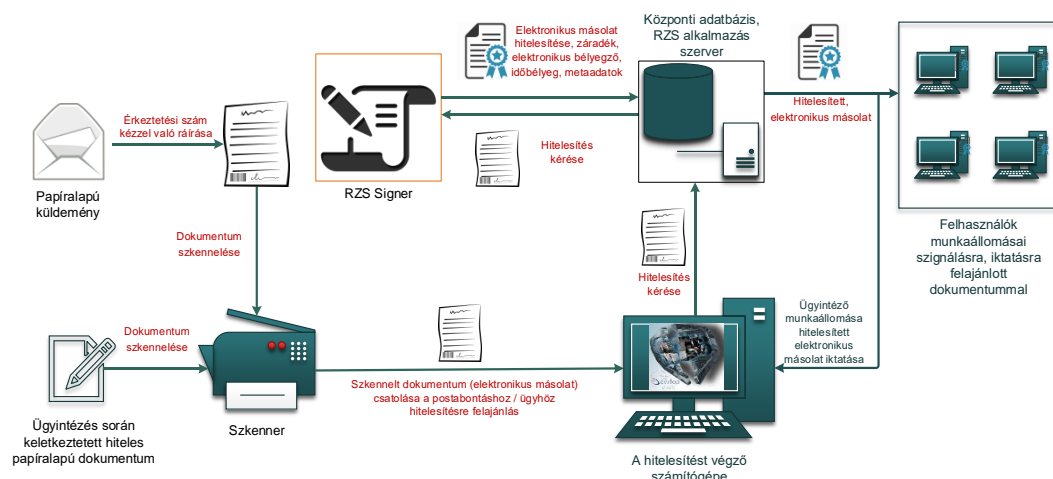 Elektronikus másolat
hitelesítése, záradék,
elektronikus bélyegző,
időbélyeg, metaadatok
Központi adatbázis,
RZS alkalmazás
szerver
Érkeztetési szám
kézzel való ráírása
Papíralapú
küldemény
RZS Signer
Hitelesítés
kérése
Hitelesített,
elektronikus másolat
Felhasználók
munkaállomásai
szignálásra, iktatásra
felajánlott
dokumentummal
Dokumentum
szkennelése
Hitelesítés
kérése
Ügyintéző
munkaállomása
hitelesített
elektronikus
másolat iktatása
Dokumentum
szkennelése
Szkennelt dokumentum (elektronikus másolat)
csatolása a postabontáshoz / ügyhöz
hitelesítésre felajánlás
Szkenner
Ügyintézés során
keletkeztetett hiteles
papíralapú dokumentum
A hitelesítést végző
számítógépe